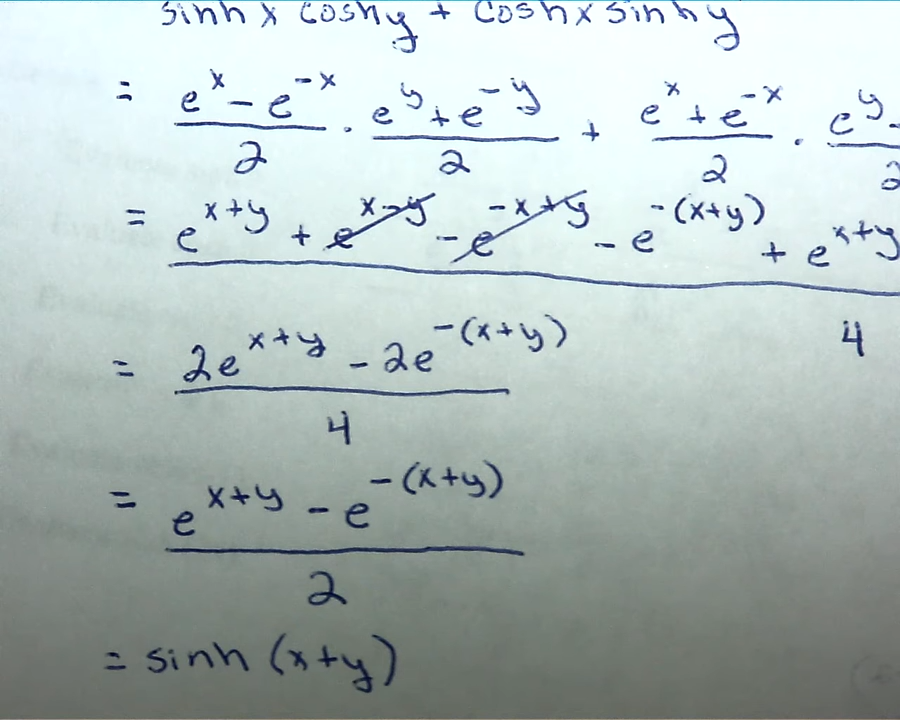 sinh x cosh y + cosh x sinh y
= (e^x - e^-x)/2 · (e^y + e^-y)/2 + (e^x + e^-x)/2 · e^y
= e^x+y + e^x-y - e^-x+y - e^-(x+y) + e^x+y
4
= (2e^x+y - 2e^-(x+y))/4
= (e^x+y - e^-(x+y))/2
= sinh (x+y)